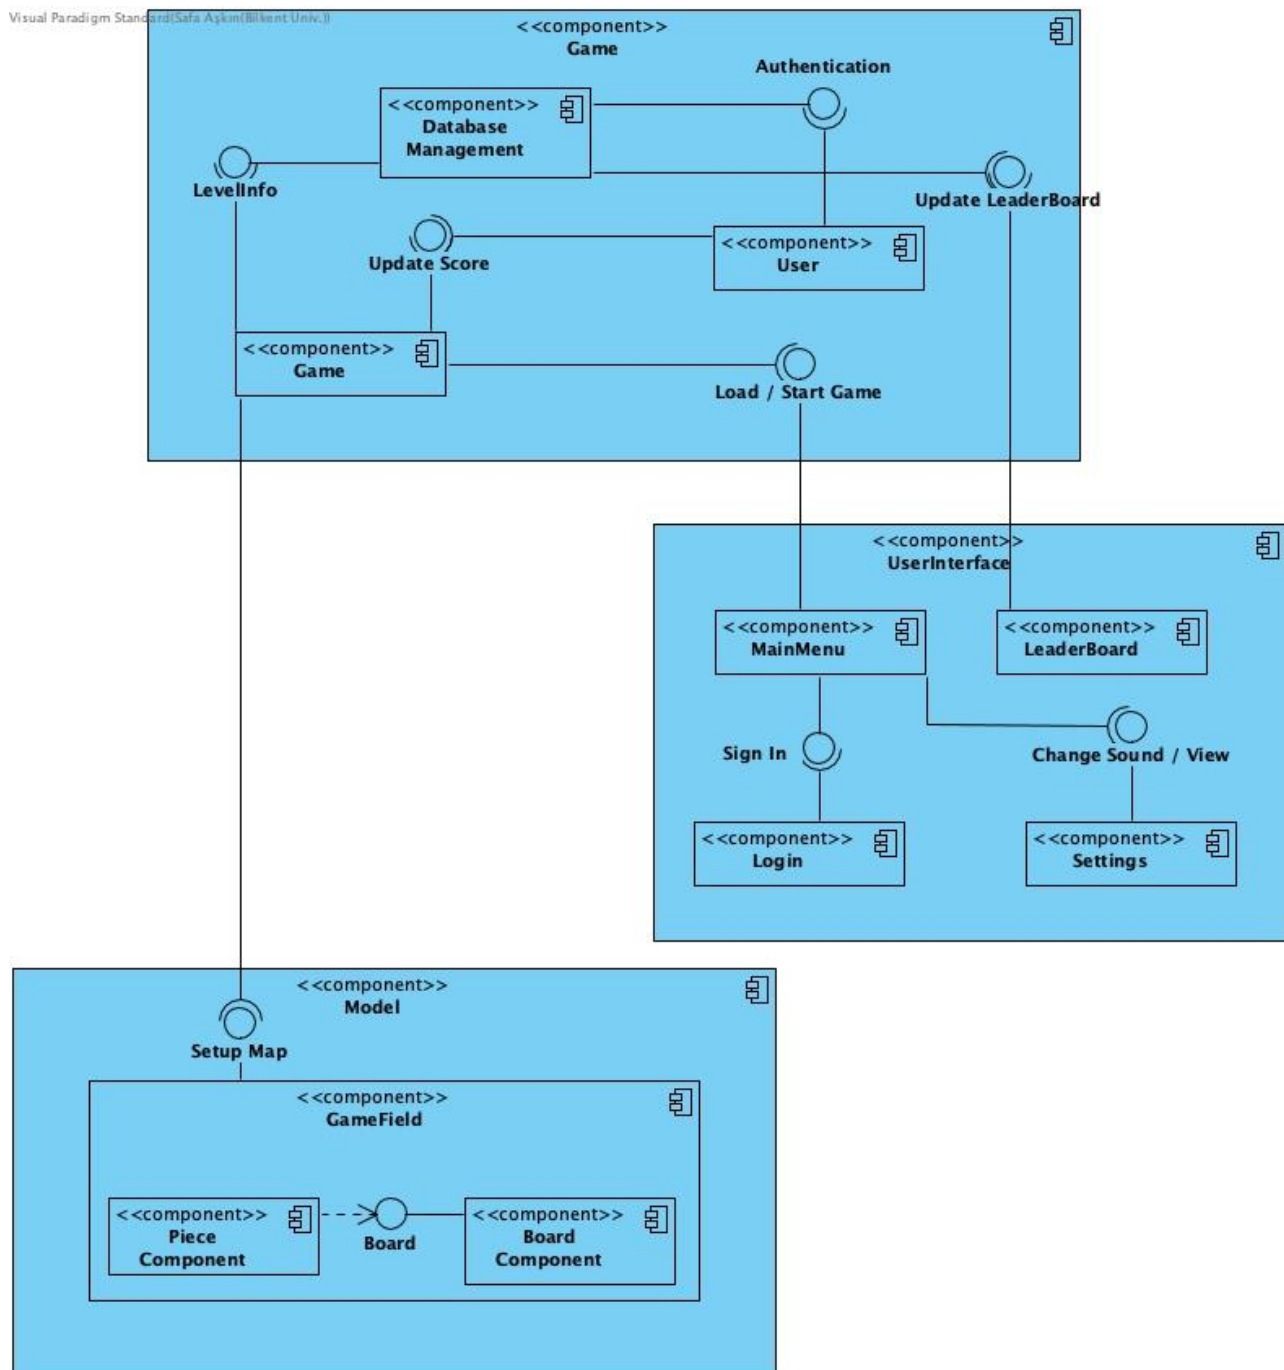 Visual Paradigm Standard(Safa Aşkın(Bilkent Univ.))
<<component>>
Game
Authentication
<<component>>
Database
Management
LevelInfo
Update LeaderBoard
Update Score
<<component>>
User
<<component>>
Game
Load / Start Game
<<component>>
UserInterface
<<component>>
MainMenu
<<component>>
LeaderBoard
Sign In
Change Sound / View
<<component>>
Login
<<component>>
Settings
<<component>>
Model
Setup Map
<<component>>
GameField
<<component>>
Piece
Component
Board
<<component>>
Board
Component